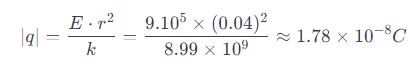 |q| = E · r² / k = 9.10⁵ × (0.04)² / 8.99 × 10⁹ ≈ 1.78 × 10⁻⁸C